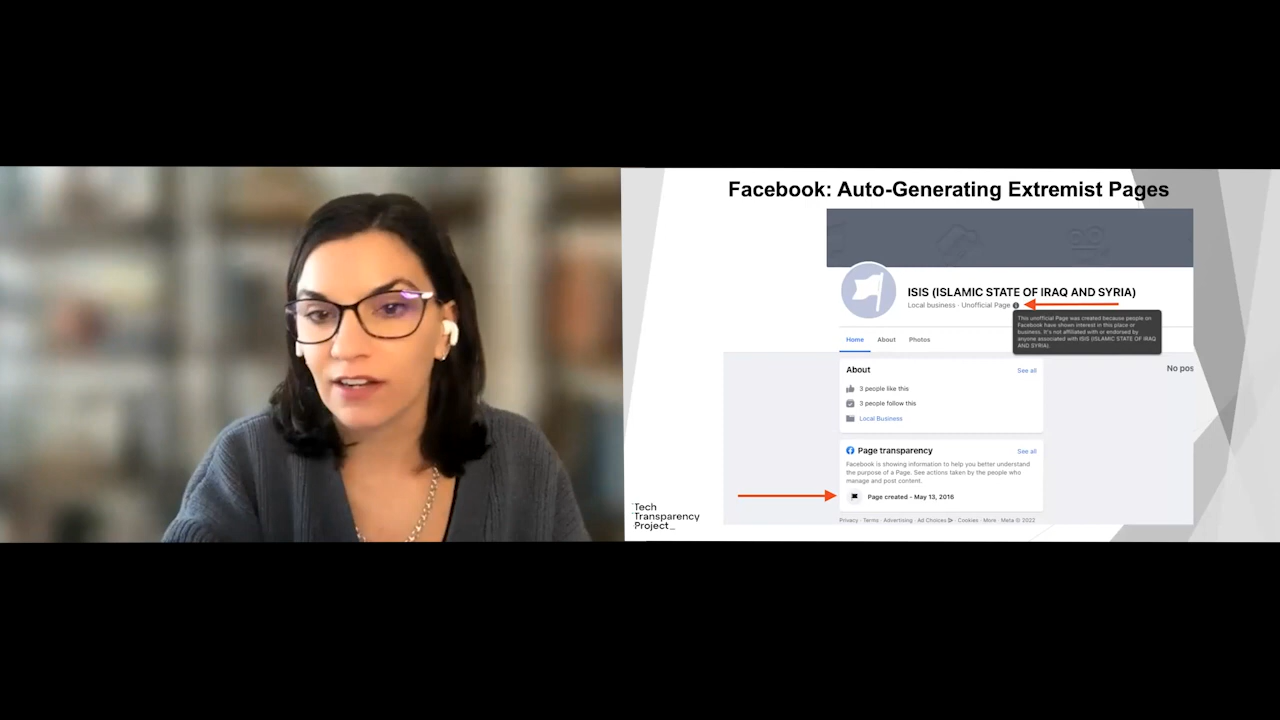 Facebook: Auto-Generating Extremist Pages
ISIS (ISLAMIC STATE OF IRAQ AND SYRIA)
Local business · Unofficial Page
This unofficial Page was created because people on
Facebook have shown interest in this place or
business. It's not affiliated with or endorsed by
anyone associated with ISIS (ISLAMIC STATE OF IRAQ
AND SYRIA).
Home About Photos
About See all
No pos
3 people like this
3 people follow this
Local Business
Page transparency See all
Facebook is showing information to help you better understand
the purpose of a Page. See actions taken by the people who
manage and post content.
Page created - May 13, 2016
Privacy · Terms · Advertising · Ad Choices · Cookies · More · Meta © 2022
Tech
Transparency
Project_